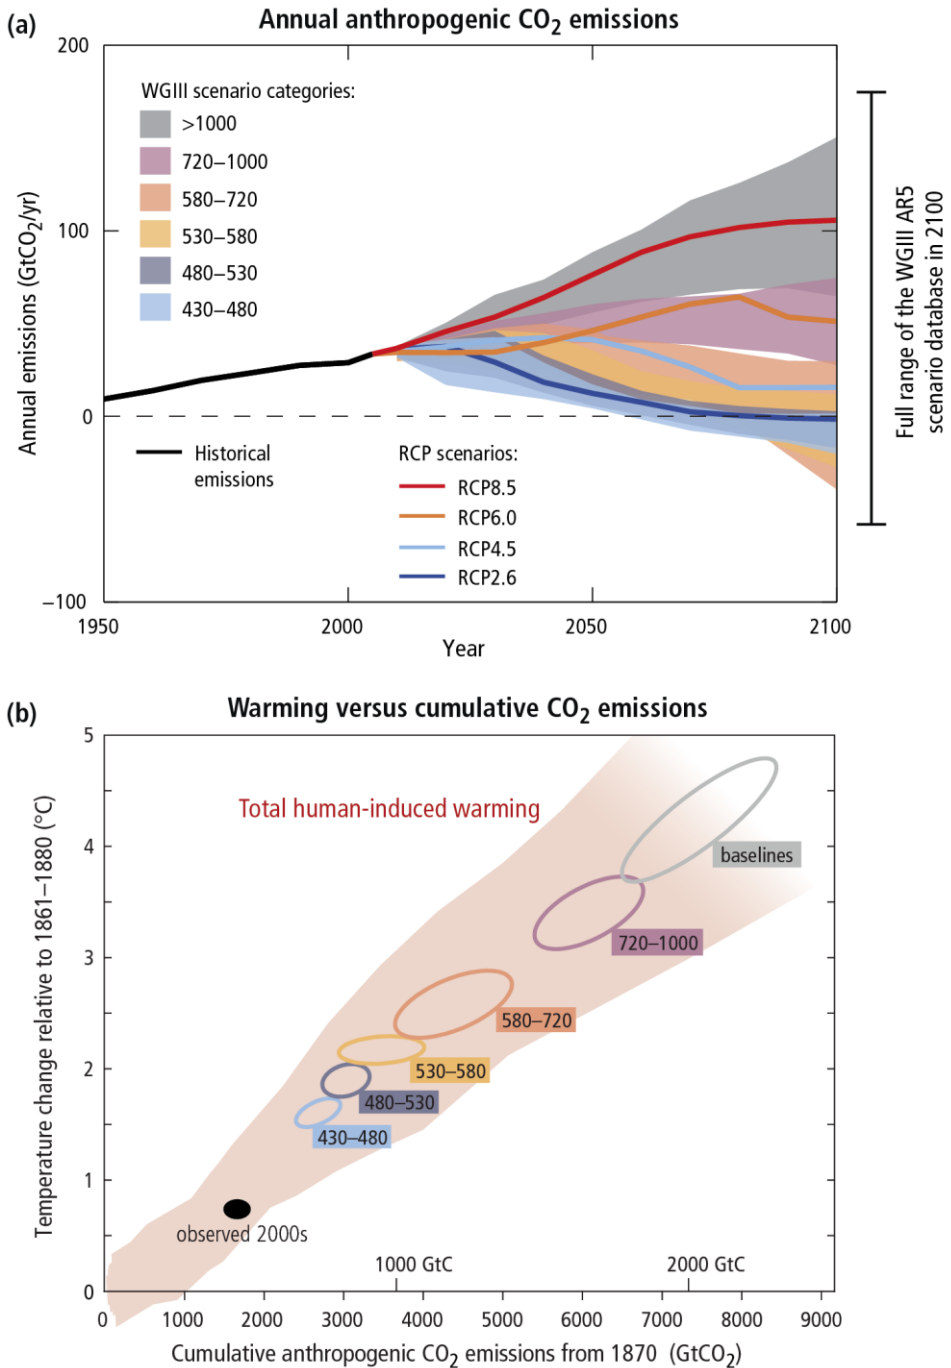 (a)
Annual anthropogenic CO₂ emissions
200
WGIII scenario categories:
>1000
720–1000
580–720
530–580
480–530
430–480
100
0
−100
Annual emissions (GtCO₂/yr)
Historical
emissions
RCP scenarios:
RCP8.5
RCP6.0
RCP4.5
RCP2.6
1950
2000
2050
2100
Year
Full range of the WGIII AR5
scenario database in 2100
(b)
Warming versus cumulative CO₂ emissions
5
4
3
2
1
0
Temperature change relative to 1861–1880 (°C)
Total human-induced warming
baselines
720–1000
580–720
530–580
480–530
430–480
observed 2000s
1000 GtC
2000 GtC
0
1000
2000
3000
4000
5000
6000
7000
8000
9000
Cumulative anthropogenic CO₂ emissions from 1870 (GtCO₂)